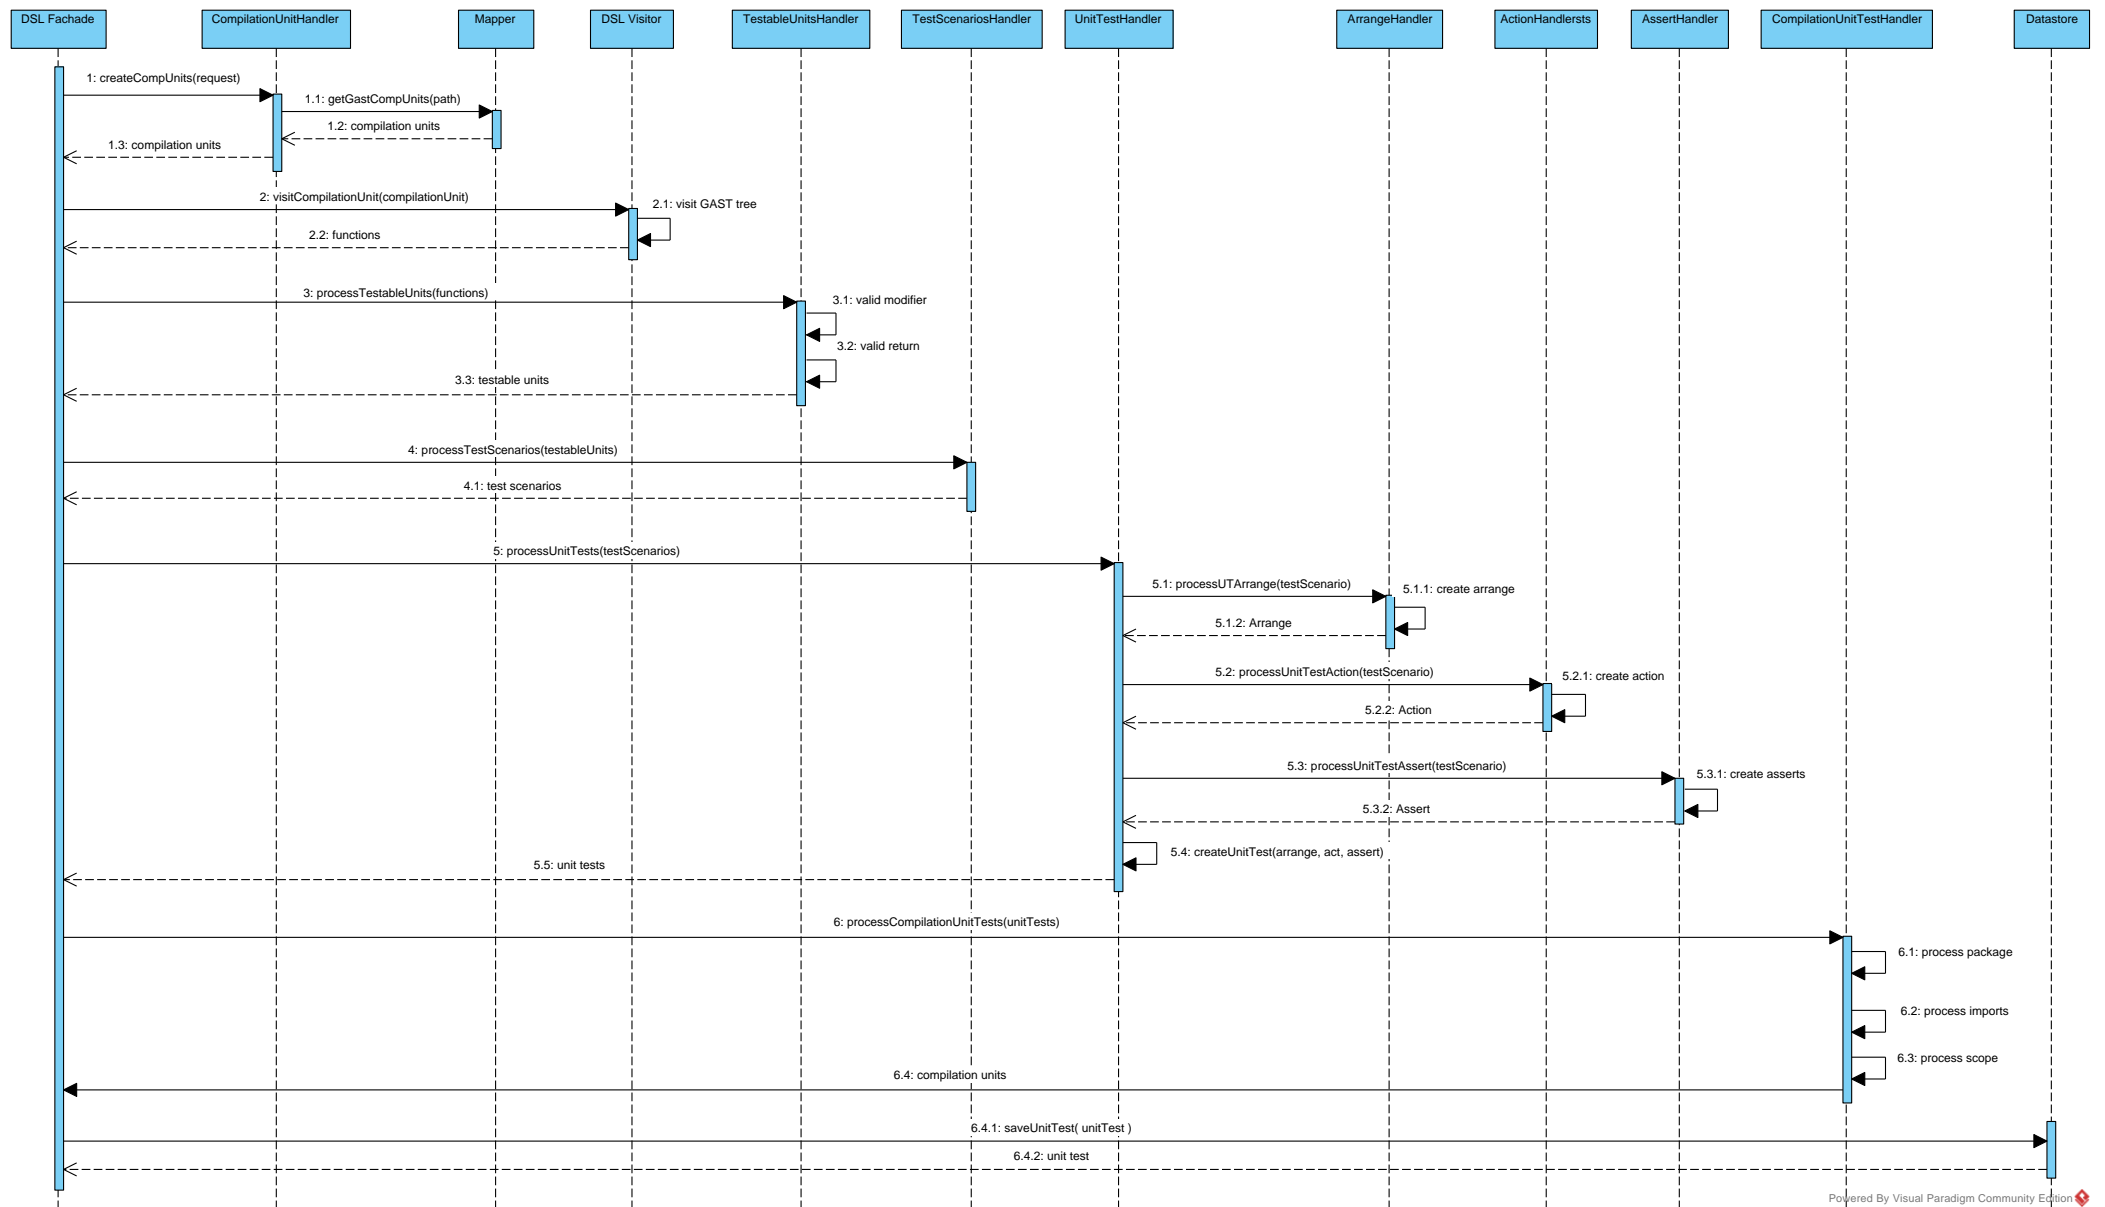 DSL Fachade
CompilationUnitHandler
Mapper
DSL Visitor
TestableUnitsHandler
TestScenariosHandler
UnitTestHandler
ArrangeHandler
ActionHandlersts
AssertHandler
CompilationUnitTestHandler
Datastore
1: createCompUnits(request)
1.1: getGastCompUnits(path)
1.2: compilation units
1.3: compilation units
2: visitCompilationUnit(compilationUnit)
2.1: visit GAST tree
2.2: functions
3: processTestableUnits(functions)
3.1: valid modifier
3.2: valid return
3.3: testable units
4: processTestScenarios(testableUnits)
4.1: test scenarios
5: processUnitTests(testScenarios)
5.1: processUTArrange(testScenario)
5.1.1: create arrange
5.1.2: Arrange
5.2: processUnitTestAction(testScenario)
5.2.1: create action
5.2.2: Action
5.3: processUnitTestAssert(testScenario)
5.3.1: create asserts
5.3.2: Assert
5.4: createUnitTest(arrange, act, assert)
5.5: unit tests
6: processCompilationUnitTests(unitTests)
6.1: process package
6.2: process imports
6.3: process scope
6.4: compilation units
6.4.1: saveUnitTest( unitTest )
6.4.2: unit test
Powered By Visual Paradigm Community Edition